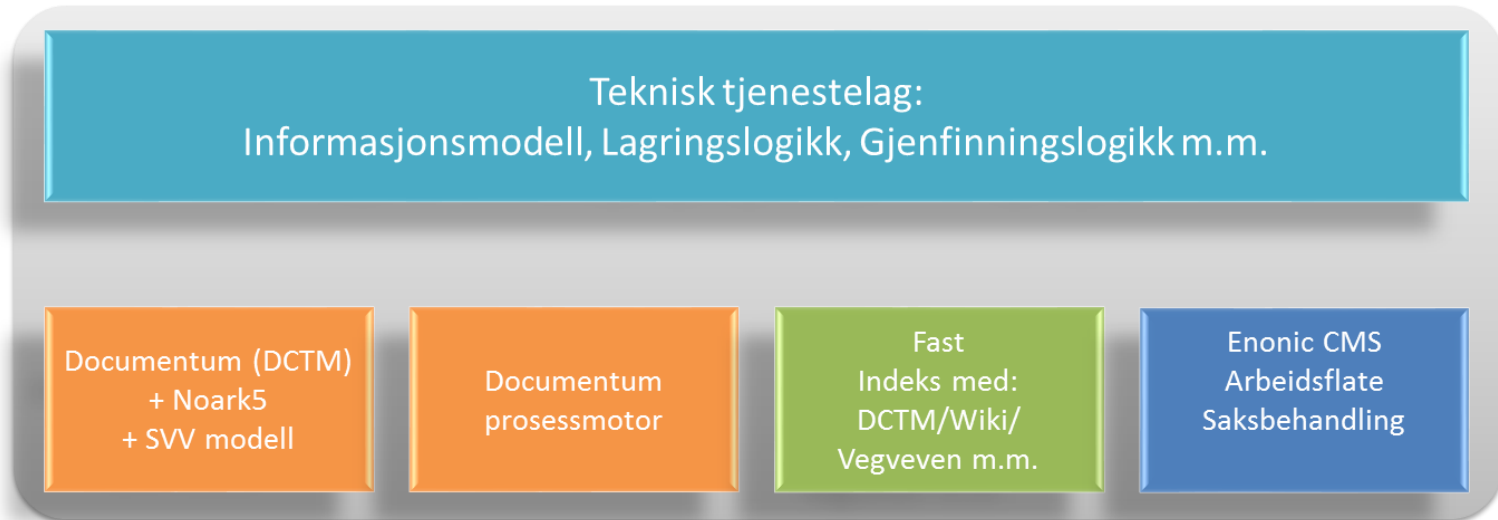 Teknisk tjenestelag:
Informasjonsmodell, Lagringslogikk, Gjenfinningslogikk m.m.
Documentum (DCTM)
+ Noark5
+ SVV modell
Documentum
prosessmotor
Fast
Indeks med:
DCTM/Wiki/
Vegveven m.m.
Enonic CMS
Arbeidsflate
Saksbehandling